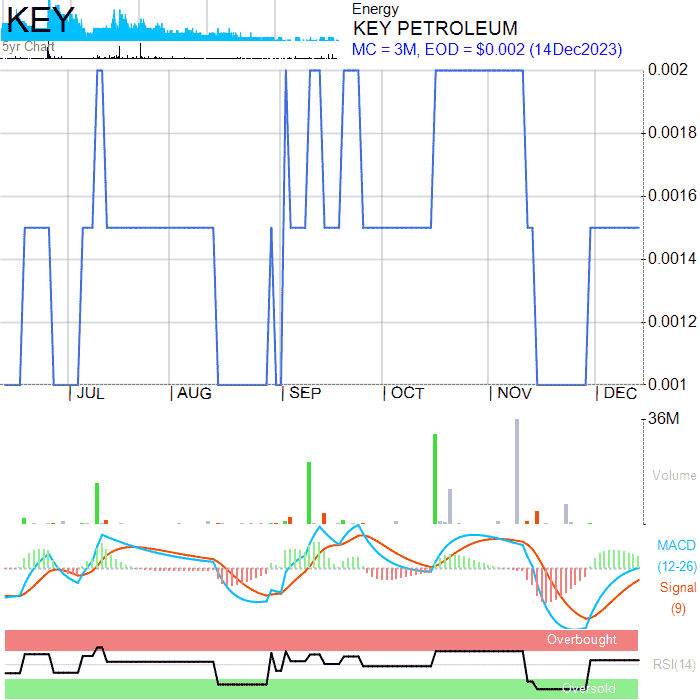 KEY
5yr Chart
Energy
KEY PETROLEUM
MC = 3M, EOD = $0.002 (14Dec2023)
0.002
0.0018
0.0016
0.0014
0.0012
0.001
JUL AUG SEP OCT NOV DEC
36M
Volume
MACD
(12-26)
Signal
(9)
Overbought
RSI(14)
Oversold